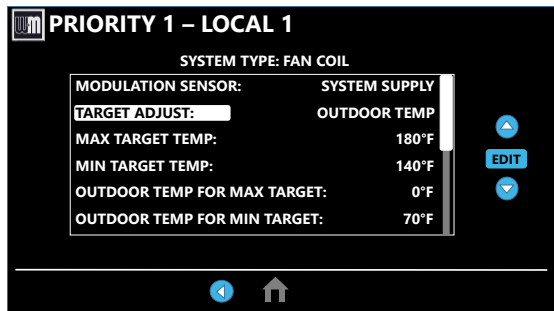 wm PRIORITY 1 – LOCAL 1
SYSTEM TYPE: FAN COIL
MODULATION SENSOR: SYSTEM SUPPLY
TARGET ADJUST: OUTDOOR TEMP
MAX TARGET TEMP: 180°F
MIN TARGET TEMP: 140°F
OUTDOOR TEMP FOR MAX TARGET: 0°F
OUTDOOR TEMP FOR MIN TARGET: 70°F
EDIT